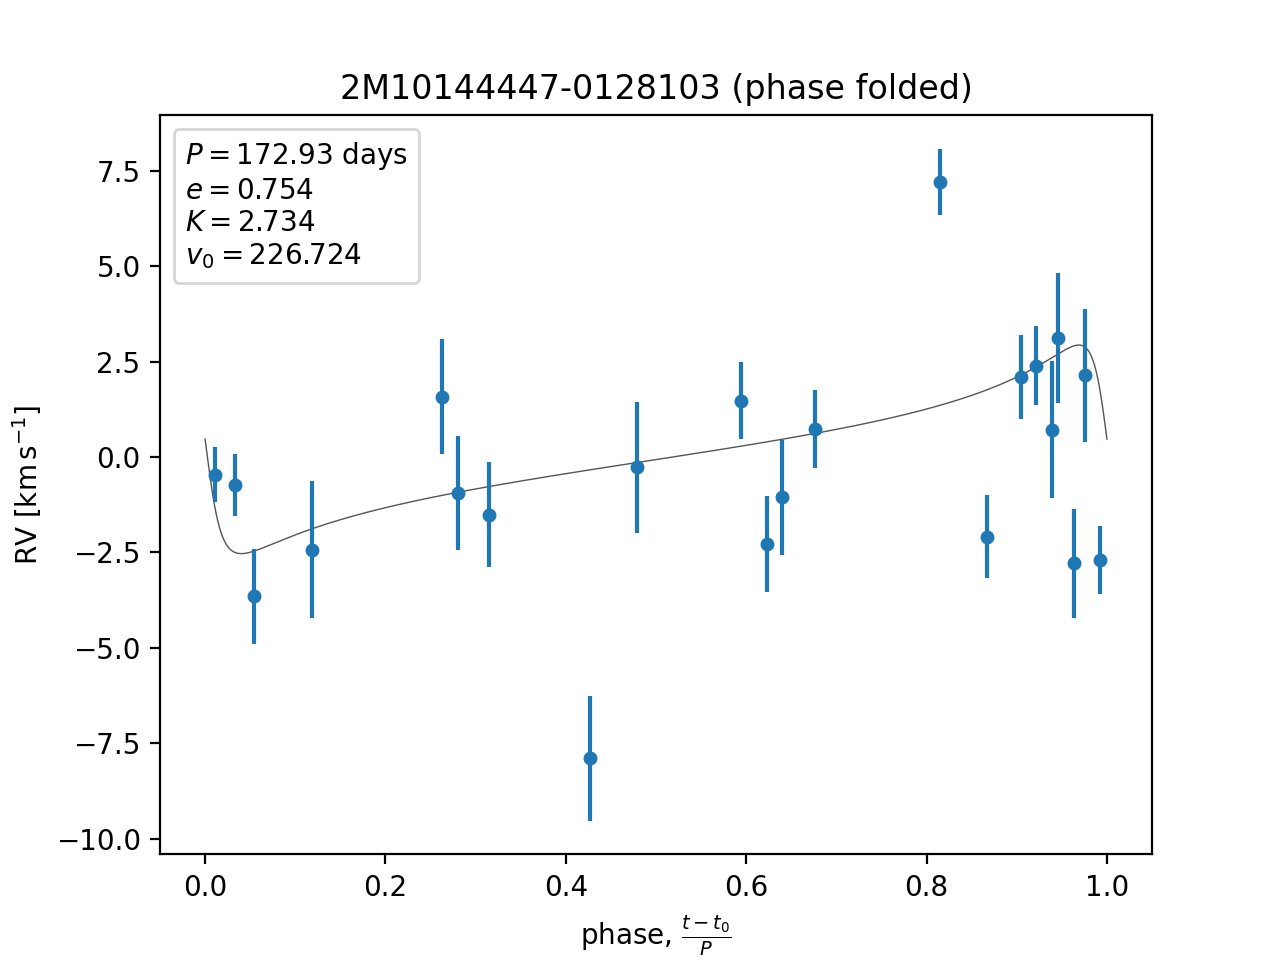 2M10144447-0128103 (phase folded)
P = 172.93 days
e = 0.754
K = 2.734
v₀ = 226.724
7.5
5.0
2.5
0.0
−2.5
−5.0
−7.5
−10.0
RV [km s⁻¹]
0.0 0.2 0.4 0.6 0.8 1.0
phase, (t − t₀)/P